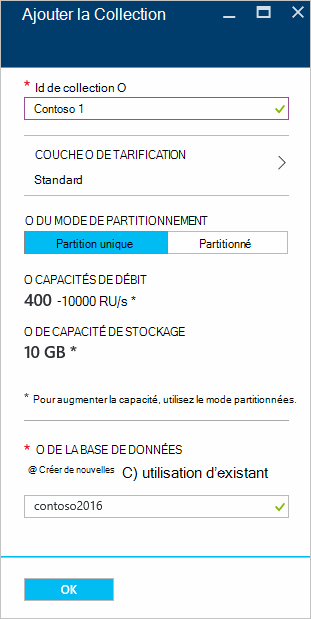 Ajouter la Collection
* Id de collection O
Contoso 1
COUCHE O DE TARIFICATION
Standard
O DU MODE DE PARTITIONNEMENT
Partition unique Partitionné
O CAPACITÉS DE DÉBIT
400 -10000 RU/s *
O DE CAPACITÉ DE STOCKAGE
10 GB *
* Pour augmenter la capacité, utilisez le mode partitionnées.
* O DE LA BASE DE DONNÉES
@ Créer de nouvelles C) utilisation d'existant
contoso2016
OK